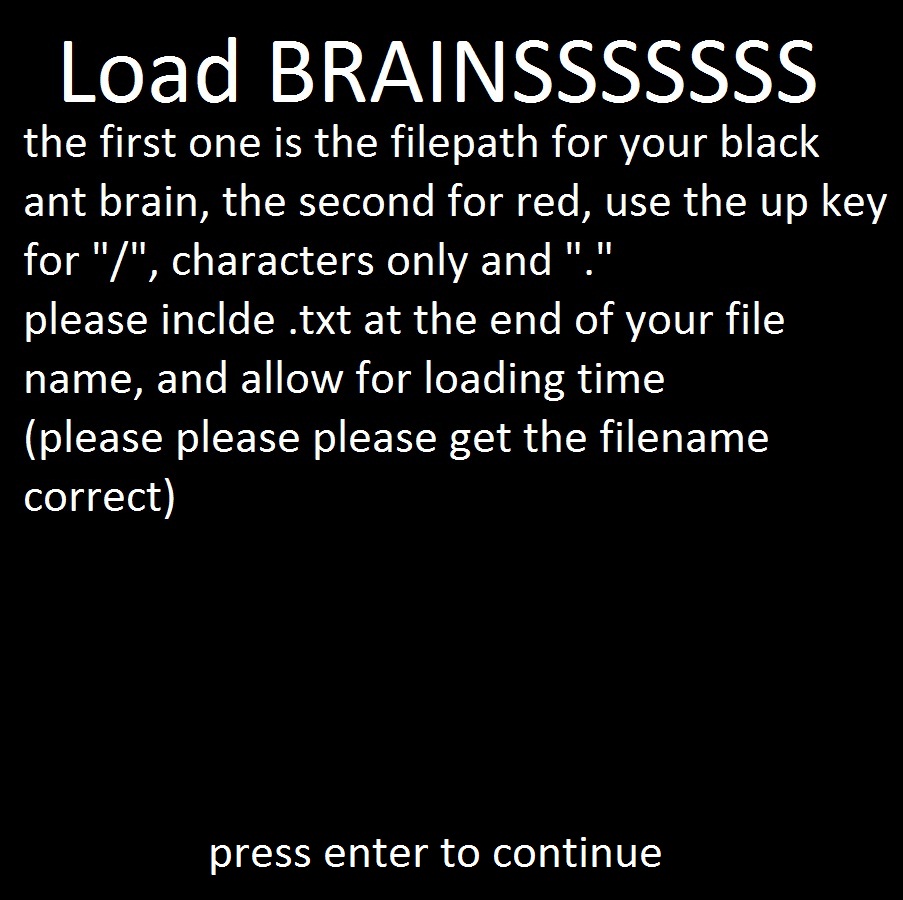 Load BRAINSSSSSSS
the first one is the filepath for your black
ant brain, the second for red, use the up key
for "/", characters only and "."
please inclde .txt at the end of your file
name, and allow for loading time
(please please please get the filename
correct)
press enter to continue